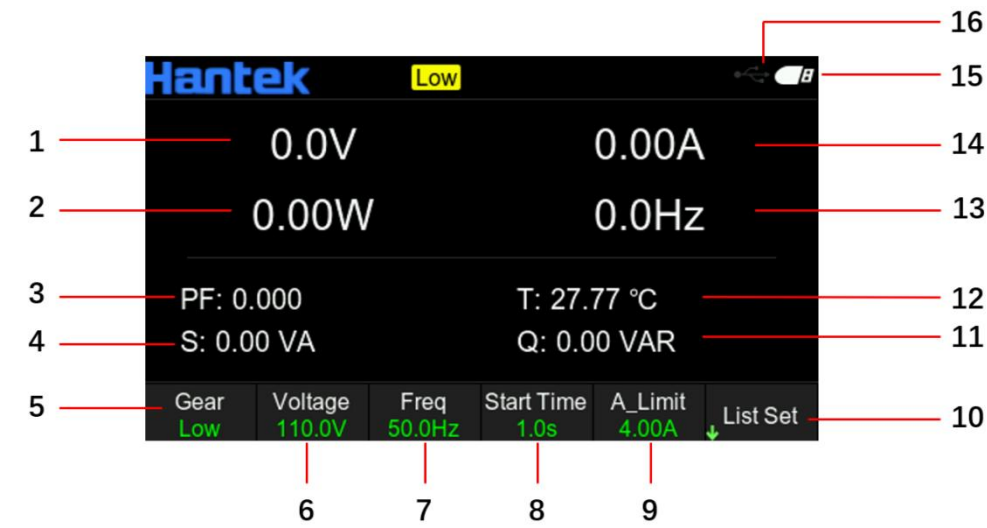 16
Hantek Low
15
1 0.0V 0.00A 14
2 0.00W 0.0Hz 13
3 PF: 0.000 T: 27.77 ℃ 12
4 S: 0.00 VA Q: 0.00 VAR 11
5 Gear Voltage Freq Start Time A_Limit List Set 10
Low 110.0V 50.0Hz 1.0s 4.00A
6 7 8 9